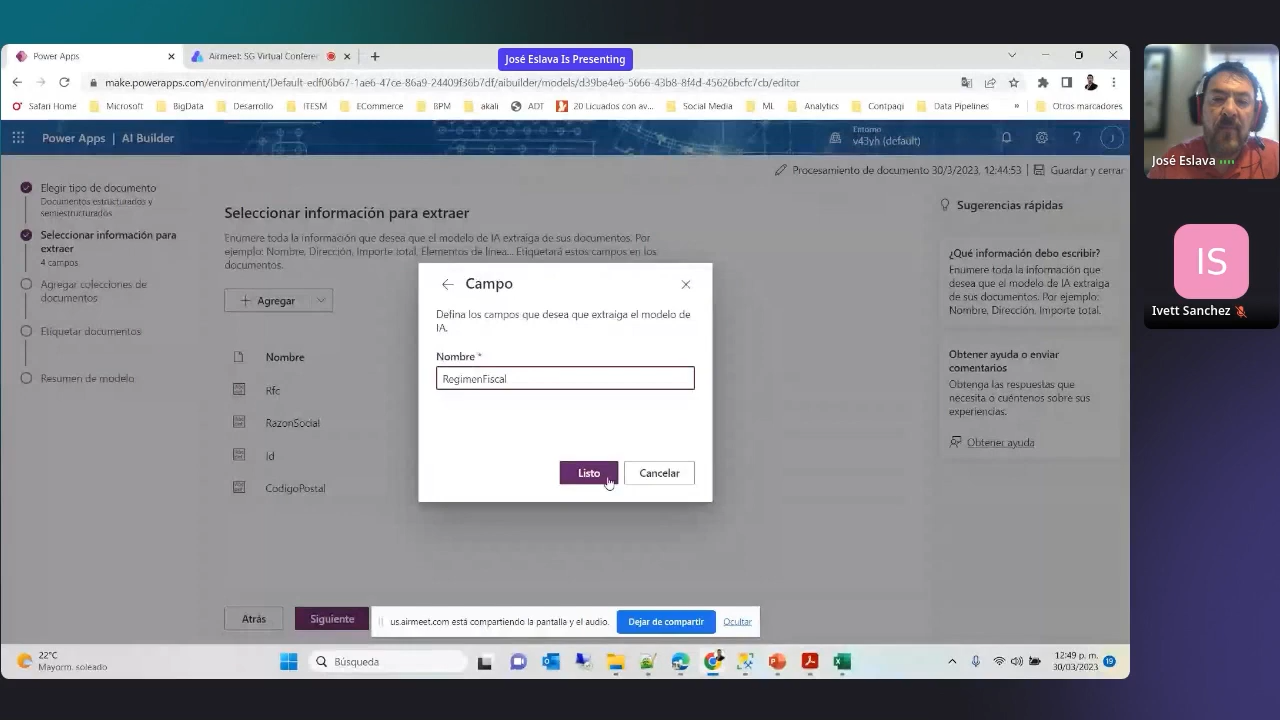 José Eslava Is Presenting
Power Apps
Airmeet: SG Virtual Conferen
make.powerapps.com/environment/Default-edf06b67-1ae6-47ce-86a9-24409f36b7df/aibuilder/models/d39be4e6-5666-43b8-8f4d-45626bcfc7cb/editor
Safari Home
Microsoft
BigData
Desarrollo
ITESM
ECommerce
BPM
akali
ADT
20 Licuados con av...
Social Media
ML
Analytics
Contpaqi
Data Pipelines
»
Otros marcadores
Power Apps | AI Builder
Entorno
v43yh (default)
?
J
Procesamiento de documento 30/3/2023, 12:44:53
Guardar y cerrar
Elegir tipo de documento
Documentos estructurados y
semiestructurados
Seleccionar información para
extraer
4 campos
Agregar colecciones de
documentos
Etiquetar documentos
Resumen de modelo
Seleccionar información para extraer
Enumere toda la información que desea que el modelo de IA extraiga de sus documentos. Por
ejemplo: Nombre, Dirección, Importe total, Elementos de línea... Etiquetará estos campos en los
documentos.
Agregar
Nombre
Rfc
RazonSocial
Id
CodigoPostal
Atrás
Siguiente
Campo
Defina los campos que desea que extraiga el modelo de
IA.
Nombre *
RegimenFiscal
Listo
Cancelar
Sugerencias rápidas
¿Qué información debo escribir?
Enumere toda la información que
desea que el modelo de IA extraiga
de sus documentos. Por ejemplo:
Nombre, Dirección, Importe total.
Obtener ayuda o enviar
comentarios
Obtenga las respuestas que
necesita o cuéntenos sobre sus
experiencias.
Obtener ayuda
us.airmeet.com está compartiendo la pantalla y el audio.
Dejar de compartir
Ocultar
22°C
Mayorm. soleado
Búsqueda
12:49 p. m.
30/03/2023
19
José Eslava
IS
Ivett Sanchez